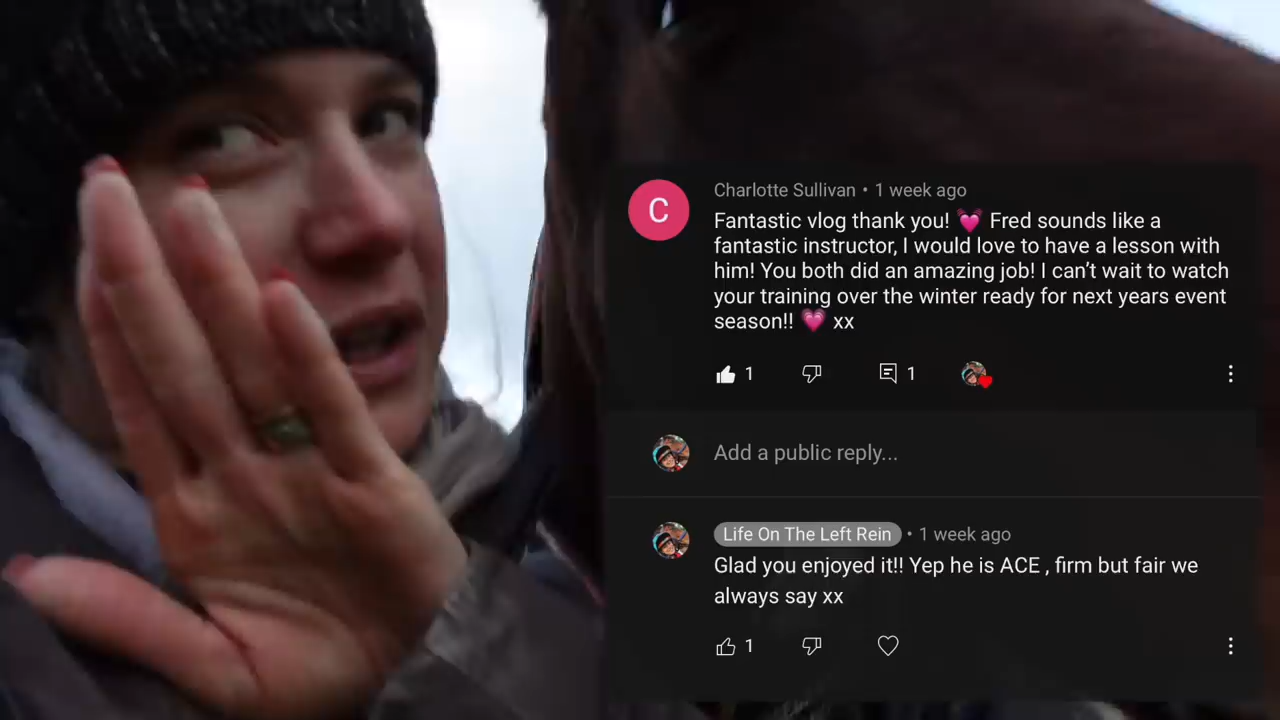 C
Charlotte Sullivan • 1 week ago
Fantastic vlog thank you! 💓 Fred sounds like a
fantastic instructor, I would love to have a lesson with
him! You both did an amazing job! I can’t wait to watch
your training over the winter ready for next years event
season!! 💗 xx
1 1
Add a public reply...
Life On The Left Rein • 1 week ago
Glad you enjoyed it!! Yep he is ACE , firm but fair we
always say xx
1